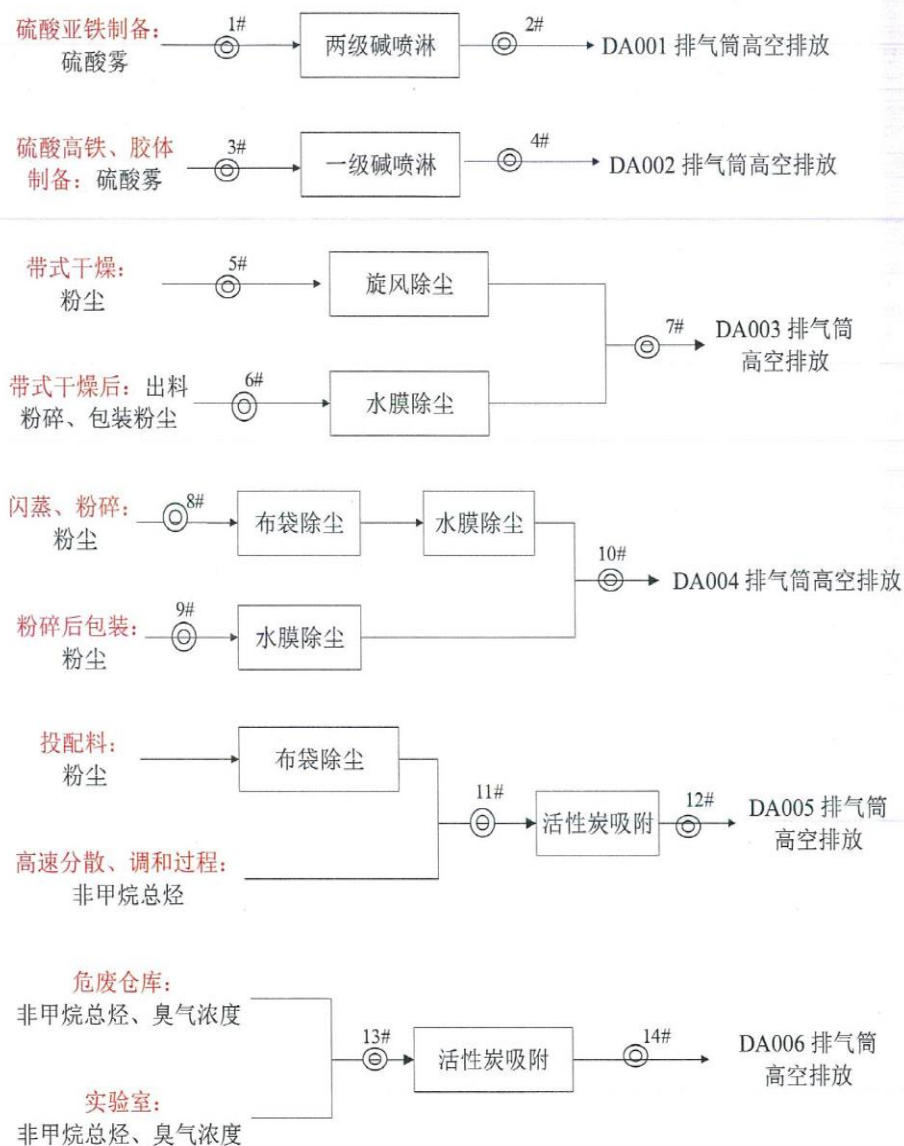 硫酸亚铁制备：
硫酸雾
1#
两级碱喷淋
2#
DA001 排气筒高空排放
硫酸高铁、胶体
制备：硫酸雾
3#
一级碱喷淋
4#
DA002 排气筒高空排放
带式干燥：
粉尘
5#
旋风除尘
带式干燥后：出料
粉碎、包装粉尘
6#
水膜除尘
7#
DA003 排气筒
高空排放
闪蒸、粉碎：
粉尘
8#
布袋除尘
水膜除尘
粉碎后包装：
粉尘
9#
水膜除尘
10#
DA004 排气筒高空排放
投配料：
粉尘
布袋除尘
高速分散、调和过程：
非甲烷总烃
11#
活性炭吸附
12#
DA005 排气筒
高空排放
危废仓库：
非甲烷总烃、臭气浓度
实验室：
非甲烷总烃、臭气浓度
13#
活性炭吸附
14#
DA006 排气筒
高空排放